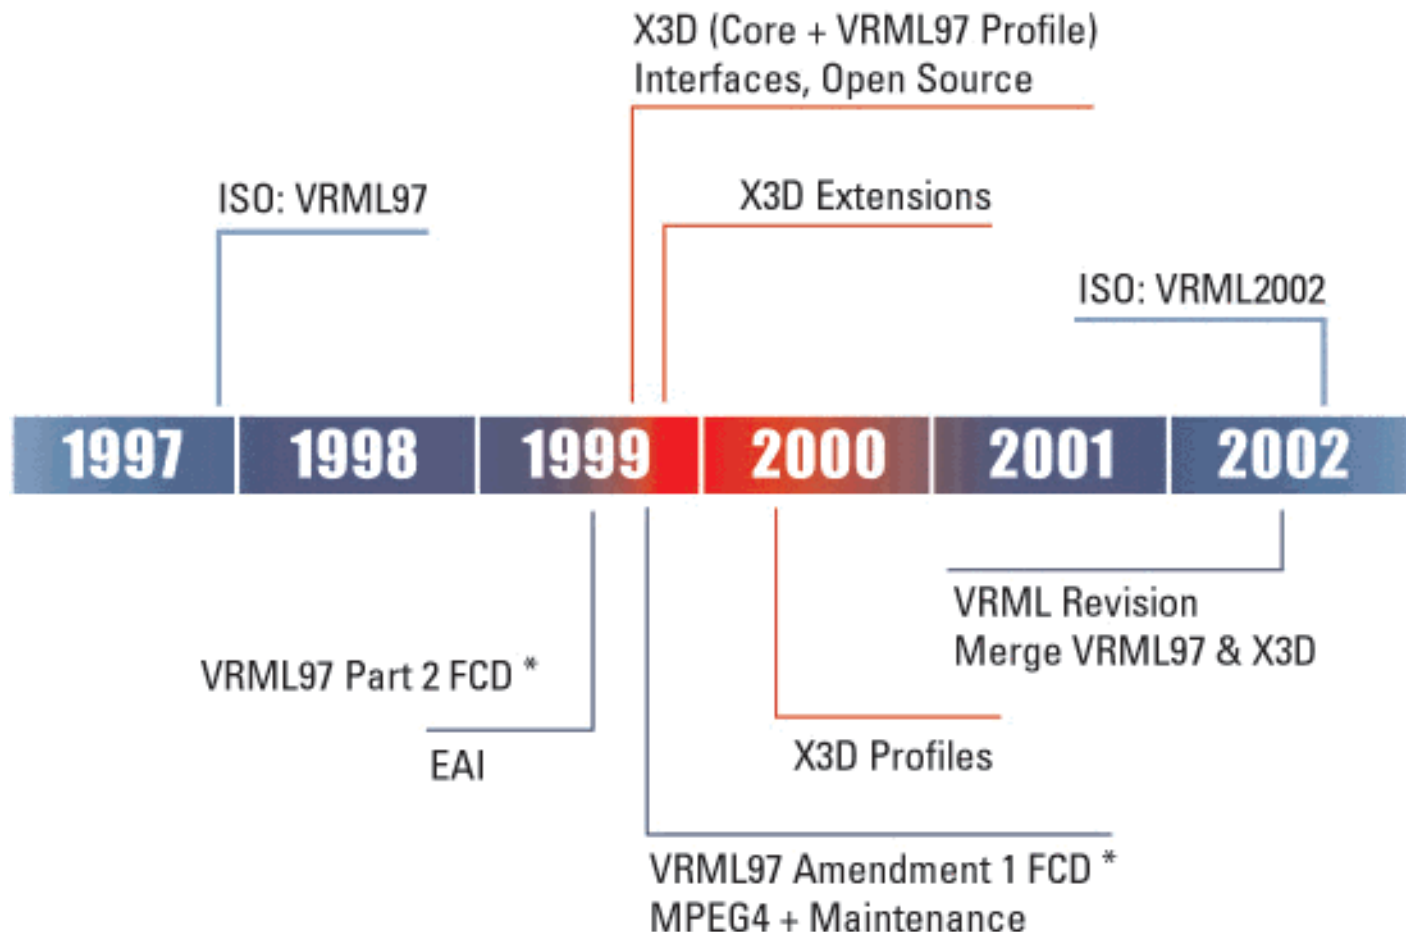 X3D (Core + VRML97 Profile)
Interfaces, Open Source
ISO: VRML97
X3D Extensions
ISO: VRML2002
1997
1998
1999
2000
2001
2002
VRML Revision
Merge VRML97 & X3D
VRML97 Part 2 FCD *
EAI
X3D Profiles
VRML97 Amendment 1 FCD *
MPEG4 + Maintenance